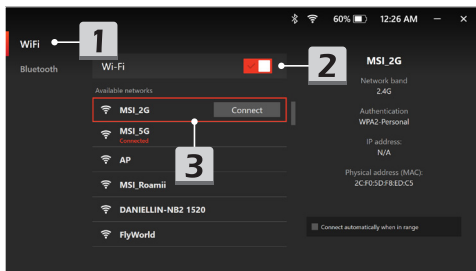 60% 12:26 AM
WiFi
1
Bluetooth
Wi-Fi
2
Available networks
MSI_2G Connect
MSI_5G
Connected
3
AP
MSI_Roamii
DANIELLIN-NB2 1520
FlyWorld
MSI_2G
Network band
2.4G
Authentication
WPA2-Personal
IP address:
N/A
Physical address (MAC):
2C:F0:5D:F8:ED:C5
Connect automatically when in range